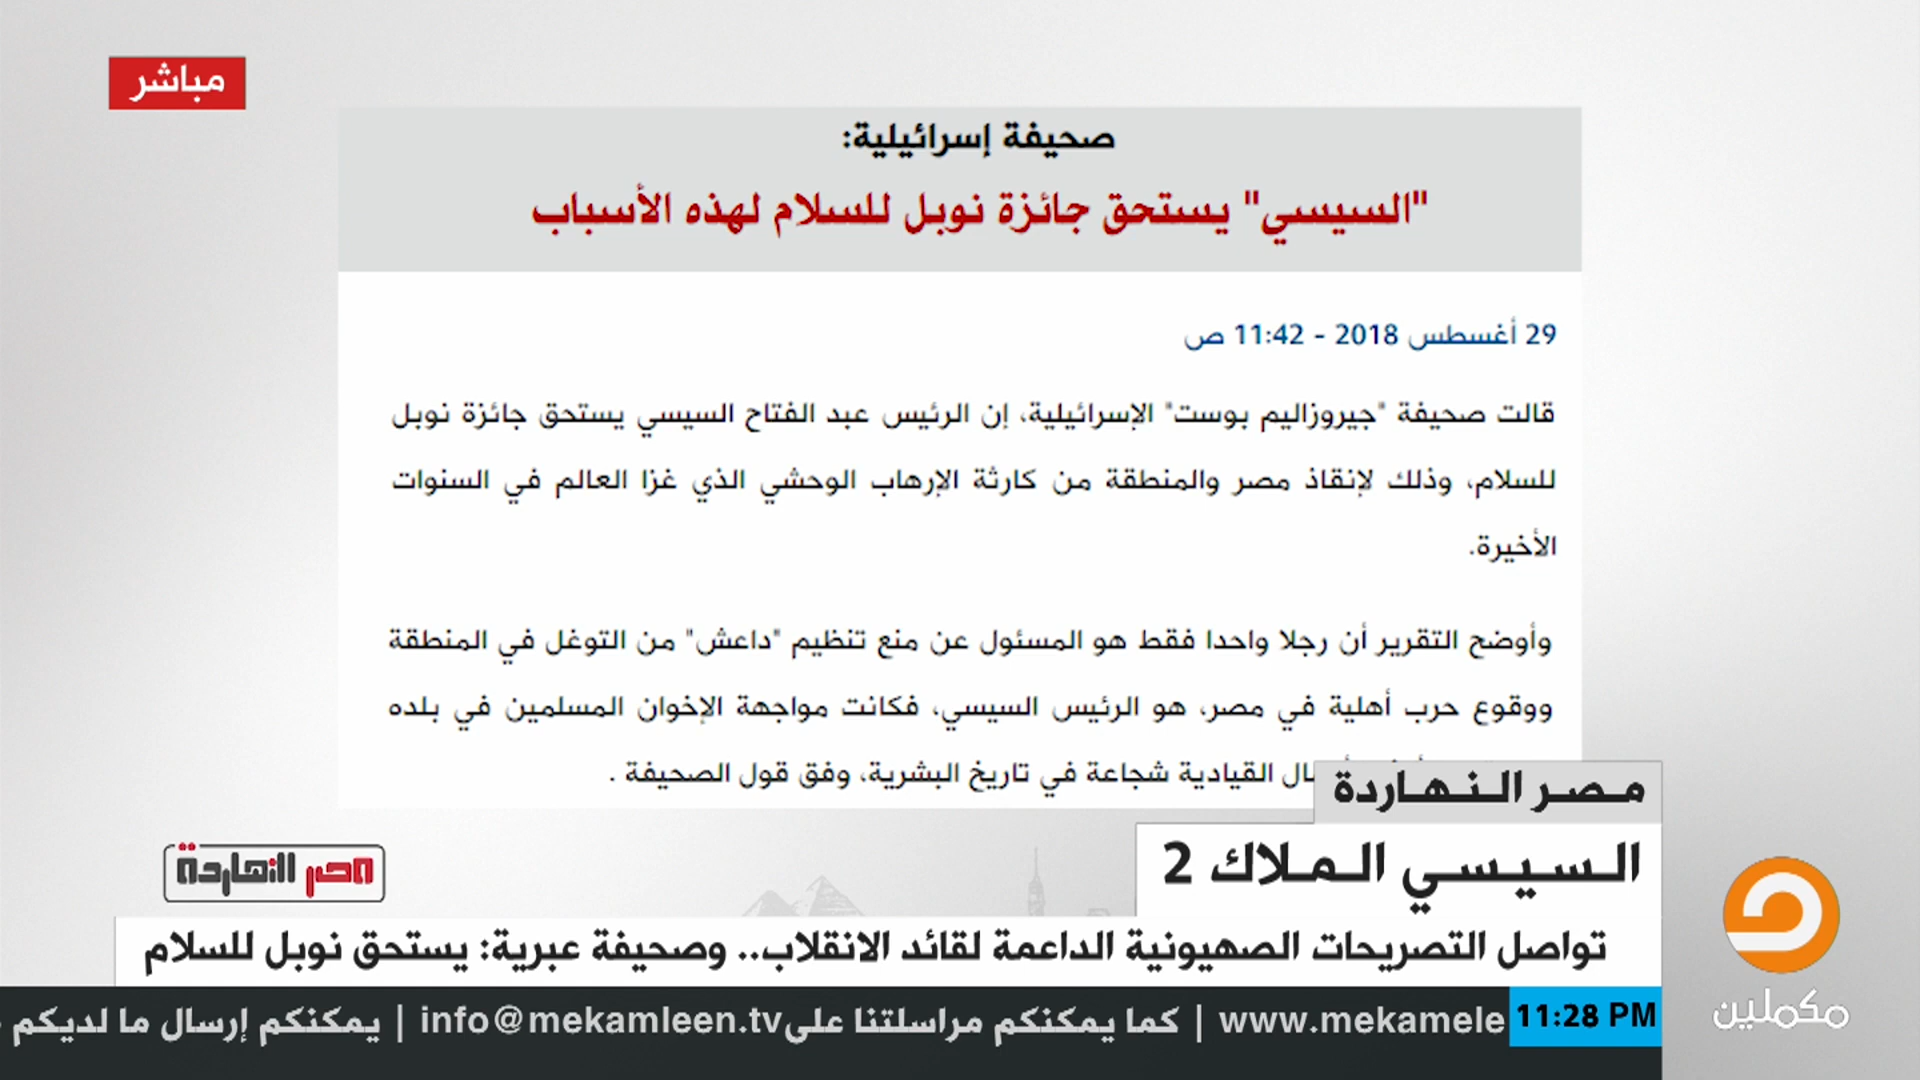 مباشر
صحيفة إسرائيلية:
"السيسي" يستحق جائزة نوبل للسلام لهذه الأسباب
29 أغسطس 2018 - 11:42 ص
قالت صحيفة "جيروزاليم بوست" الإسرائيلية، إن الرئيس عبد الفتاح السيسي يستحق جائزة نوبل
للسلام، وذلك لإنقاذ مصر والمنطقة من كارثة الإرهاب الوحشي الذي غزا العالم في السنوات
الأخيرة.
وأوضح التقرير أن رجلا واحدا فقط هو المسئول عن منع تنظيم "داعش" من التوغل في المنطقة
ووقوع حرب أهلية في مصر، هو الرئيس السيسي، فكانت مواجهة الإخوان المسلمين في بلده
القيادية شجاعة في تاريخ البشرية، وفق قول الصحيفة .
مصر النهاردة
السيسي الملاك 2
مصر النهاردة
تواصل التصريحات الصهيونية الداعمة لقائد الانقلاب.. وصحيفة عبرية: يستحق نوبل للسلام
11:28 PM
www.mekamele | كما يمكنكم مراسلتنا على info@mekamleen.tv | يمكنكم إرسال ما لديكم
مكملين